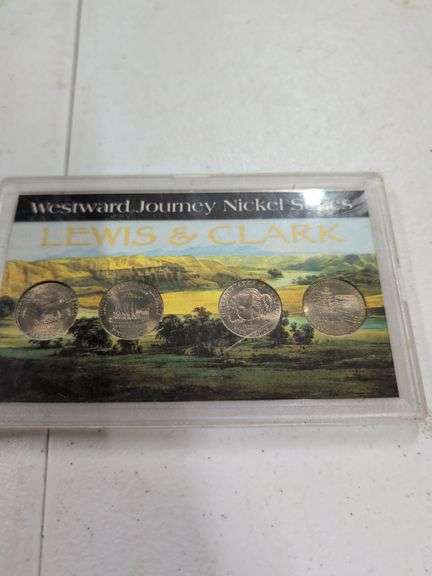 Westward Journey Nickel Series
LEWIS & CLARK